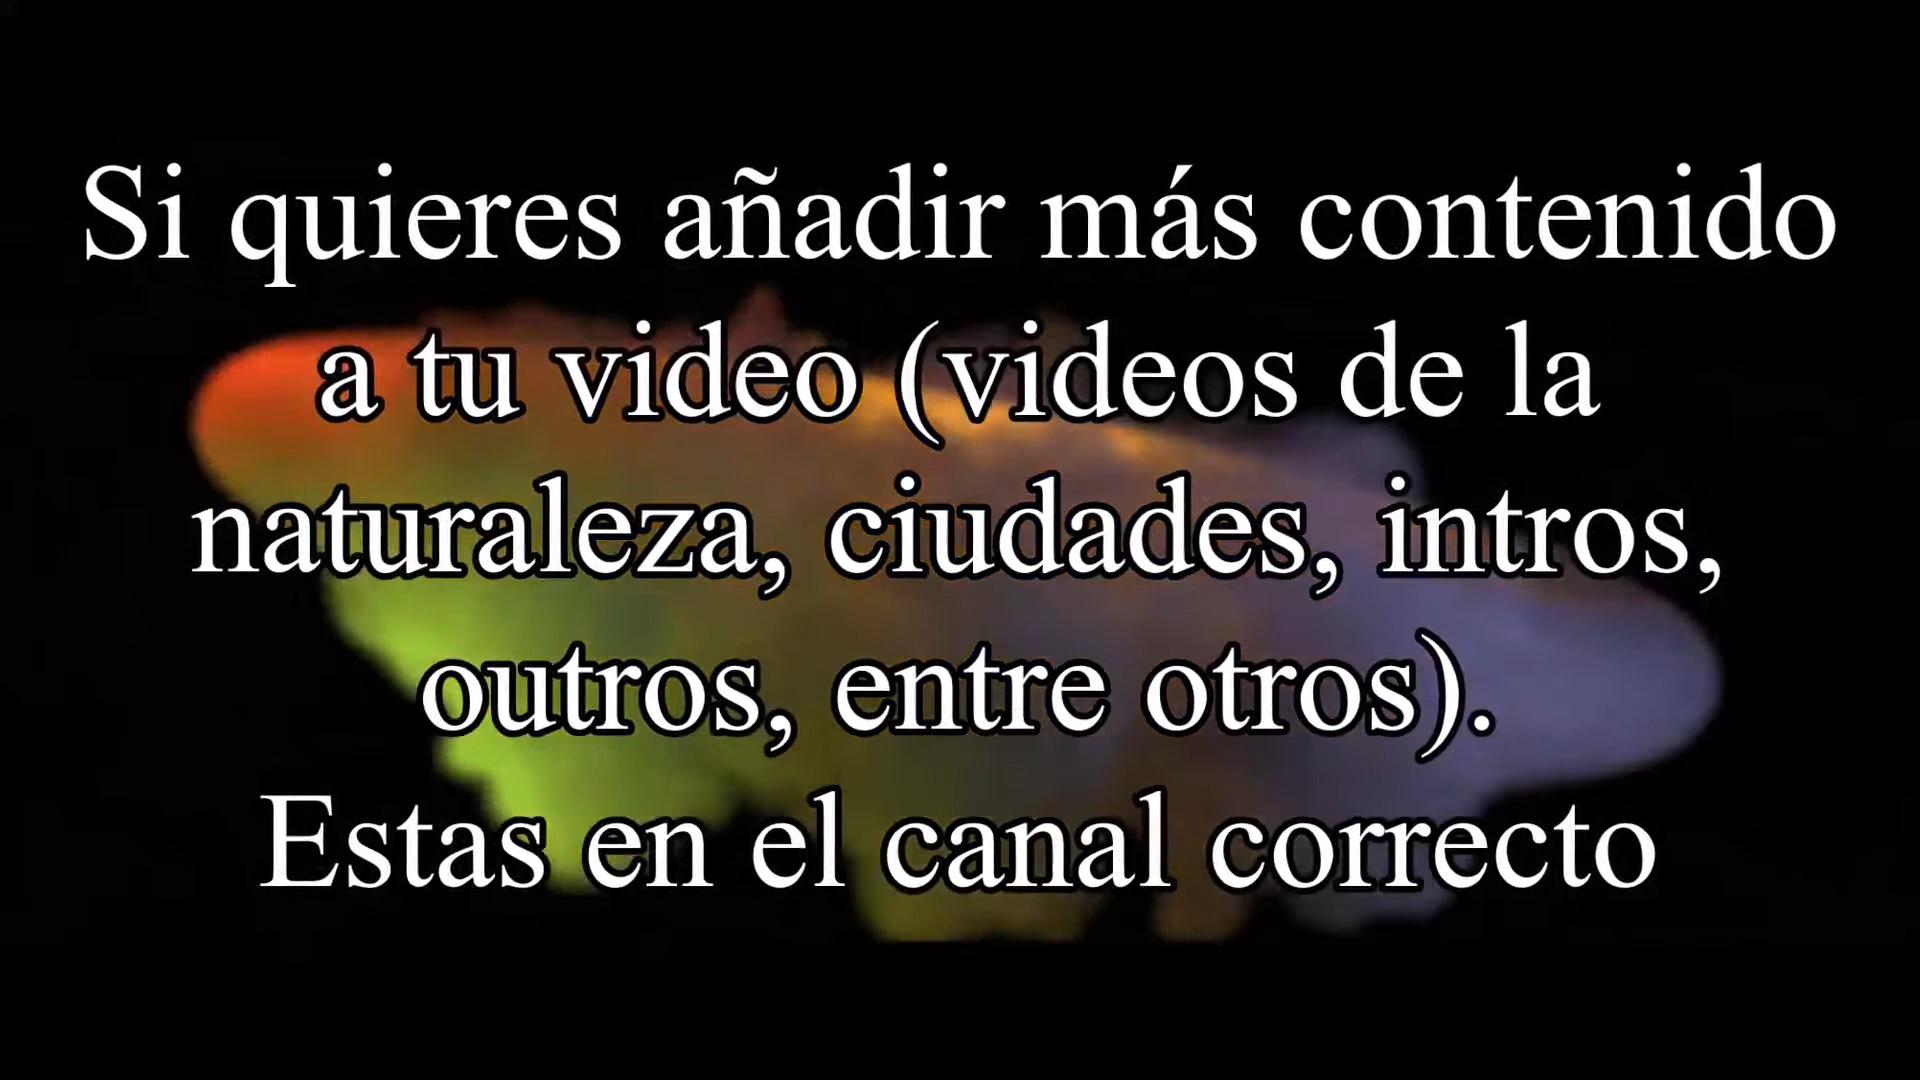 Si quieres añadir más contenido
a tu video (videos de la
naturaleza, ciudades, intros,
outros, entre otros).
Estas en el canal correcto